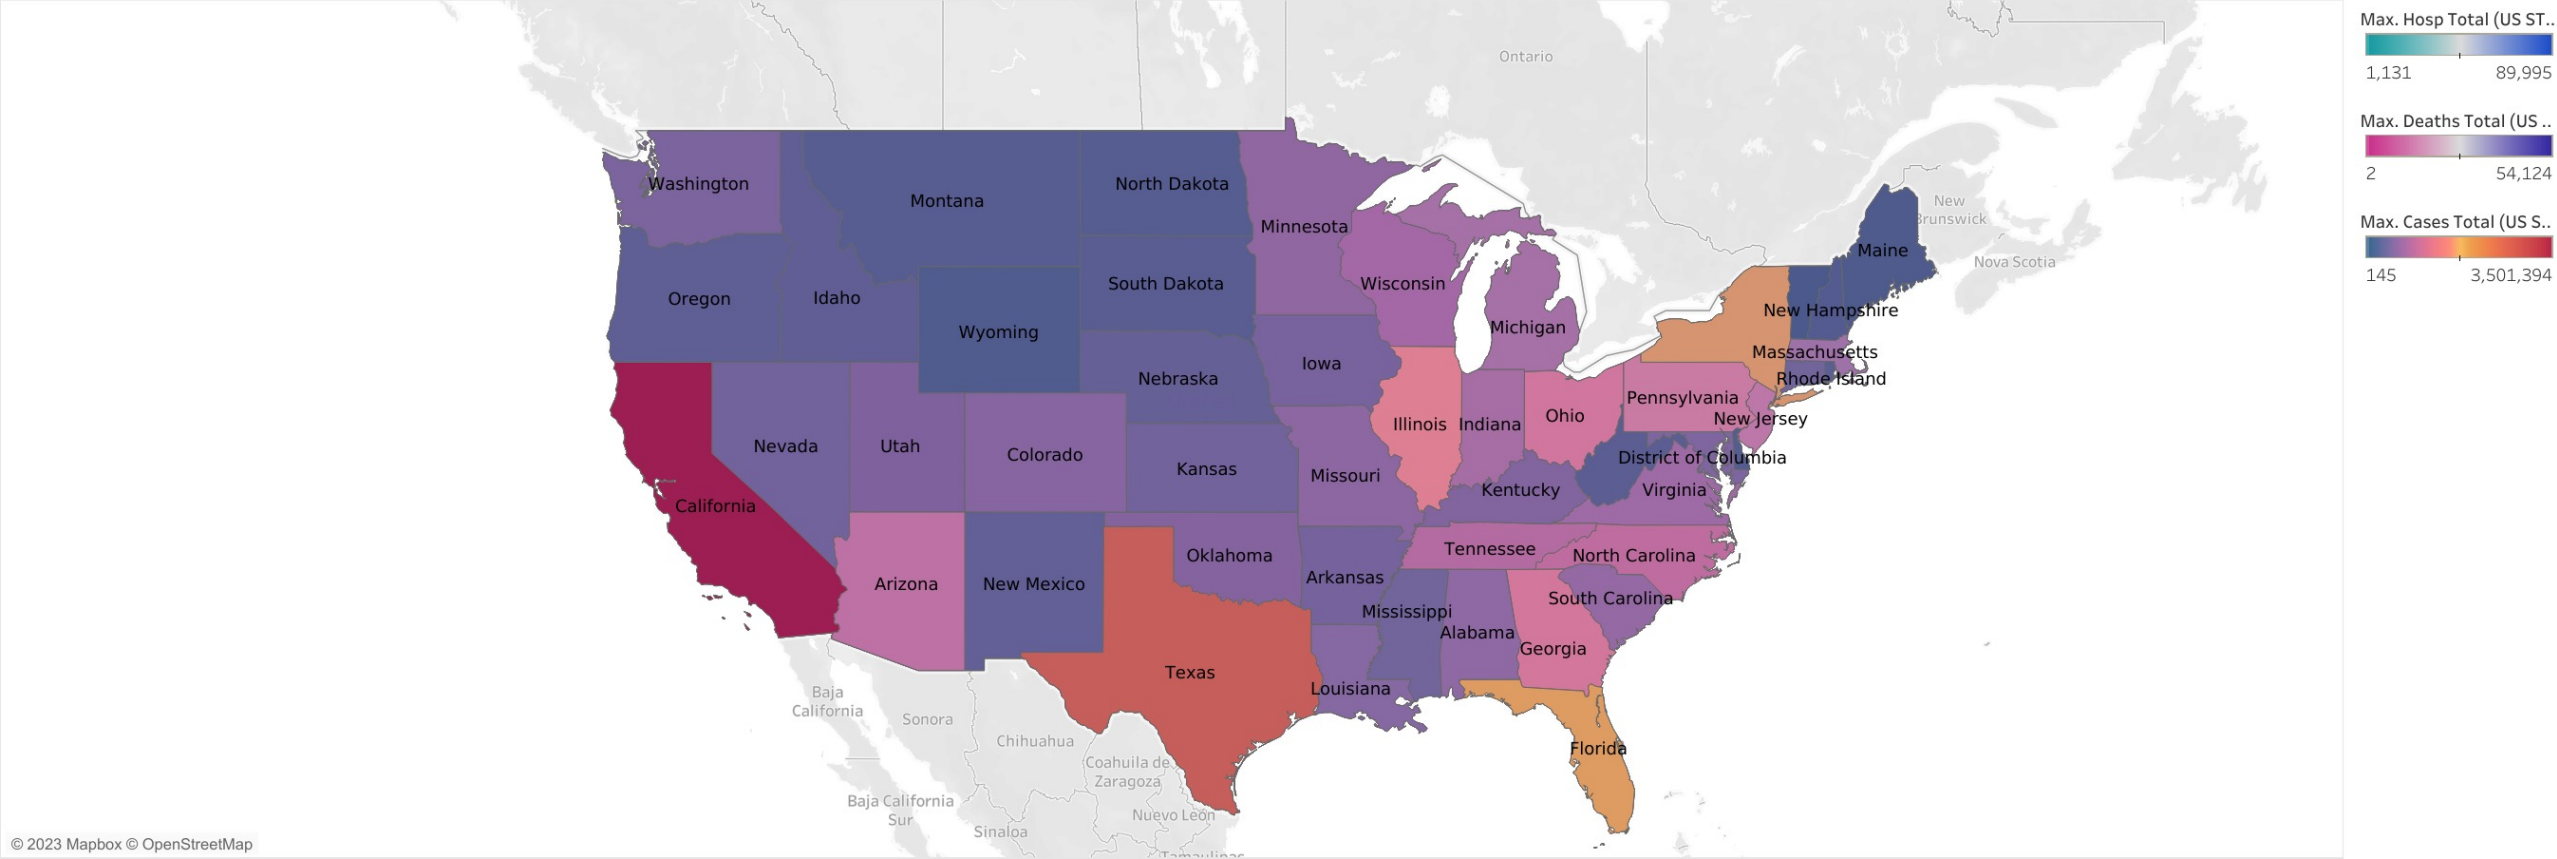 Ontario
New
Brunswick
Nova Scotia
Washington
Montana
North Dakota
Minnesota
Maine
Oregon
Idaho
Wyoming
South Dakota
Wisconsin
Michigan
New Hampshire
Massachusetts
Rhode Island
Nebraska
Iowa
Illinois
Indiana
Ohio
Pennsylvania
New Jersey
District of Columbia
Nevada
Utah
Colorado
Kansas
Missouri
Kentucky
Virginia
California
Arizona
New Mexico
Oklahoma
Arkansas
Tennessee
North Carolina
South Carolina
Mississippi
Alabama
Georgia
Texas
Louisiana
Florida
Baja
California
Sonora
Chihuahua
Coahuila de
Zaragoza
Baja California
Sur
Sinaloa
Nuevo León
Tamaulipas
© 2023 Mapbox © OpenStreetMap
Max. Hosp Total (US ST..
1,131 89,995
Max. Deaths Total (US ..
2 54,124
Max. Cases Total (US S..
145 3,501,394